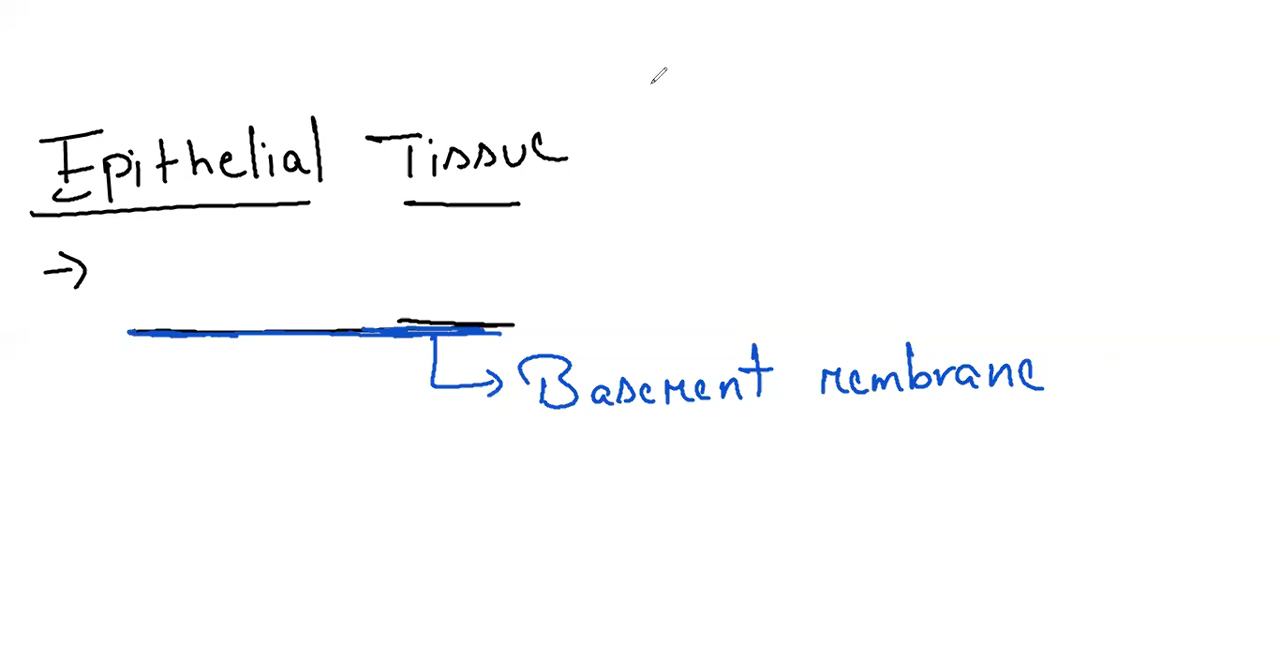 Epithelial Tissue
→
Basement membrane